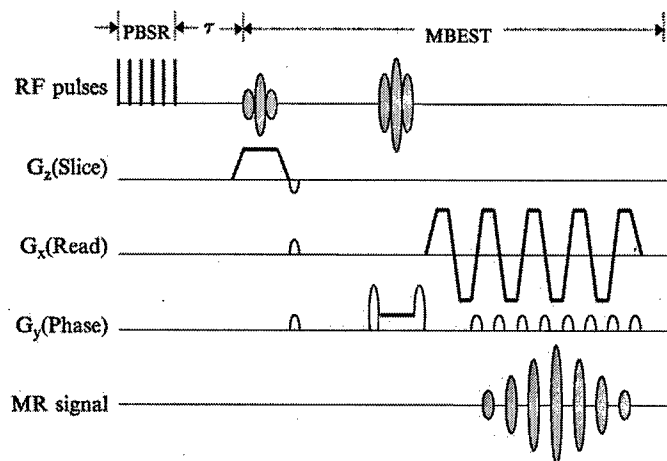 PBSR τ MBEST
RF pulses
G_z(Slice)
G_x(Read)
G_y(Phase)
MR signal